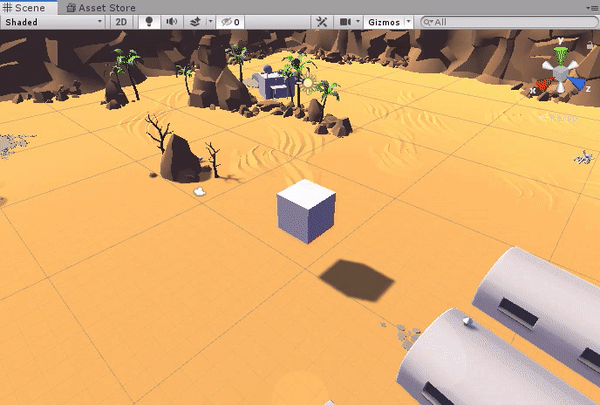 Scene Asset Store
Shaded 2D 0 Gizmos All
y
x z